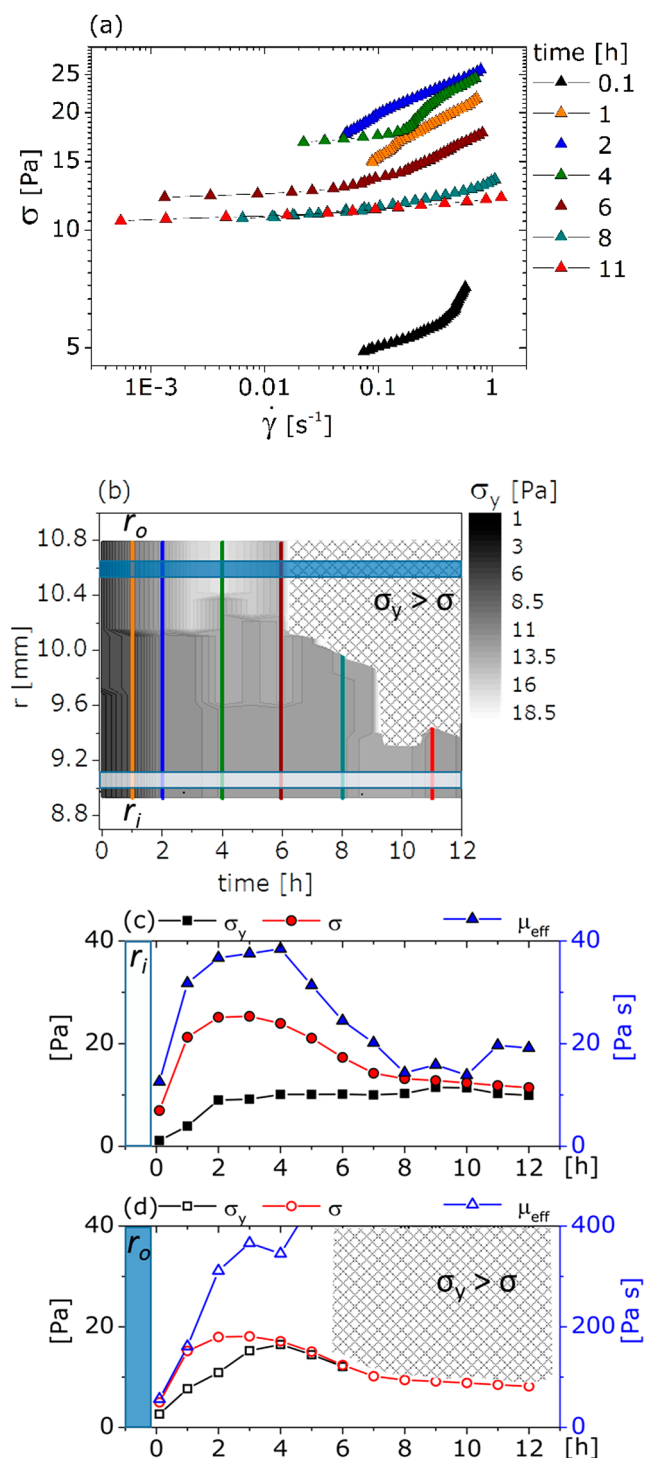 (a)
time [h]
25
20
15
10
5
σ [Pa]
0.1
1
2
4
6
8
11
1E-3 0.01 0.1 1
γ̇ [s⁻¹]
(b)
σy [Pa]
ro
10.8
10.4
10.0
9.6
9.2
8.8
r [mm]
σy > σ
ri
1
3.5
6
8.5
11
13.5
16
18.5
0 2 4 6 8 10 12
time [h]
(c) σy σ μeff
ri
40
20
0
[Pa]
40
20
0
[Pa s]
0 2 4 6 8 10 12 [h]
(d) σy σ μeff
ro
40
20
0
[Pa]
σy > σ
400
200
0
[Pa s]
0 2 4 6 8 10 12 [h]